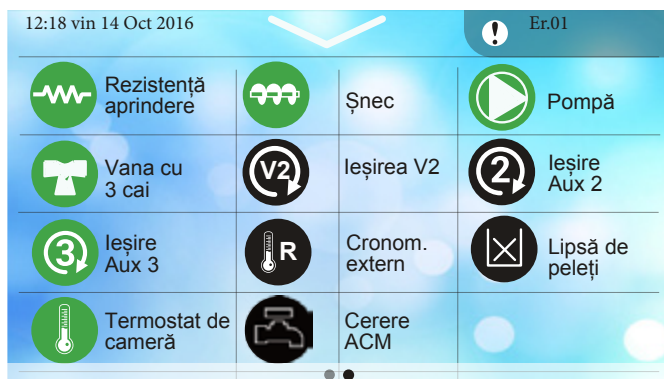 12:18 vin 14 Oct 2016
Er.01
Rezistență
aprindere
Șnec
Pompă
Vana cu
3 cai
V2
Ieșirea V2
2
Ieșire
Aux 2
3
Ieșire
Aux 3
R
Cronom.
extern
Lipsă de
peleți
Termostat de
cameră
Cerere
ACM